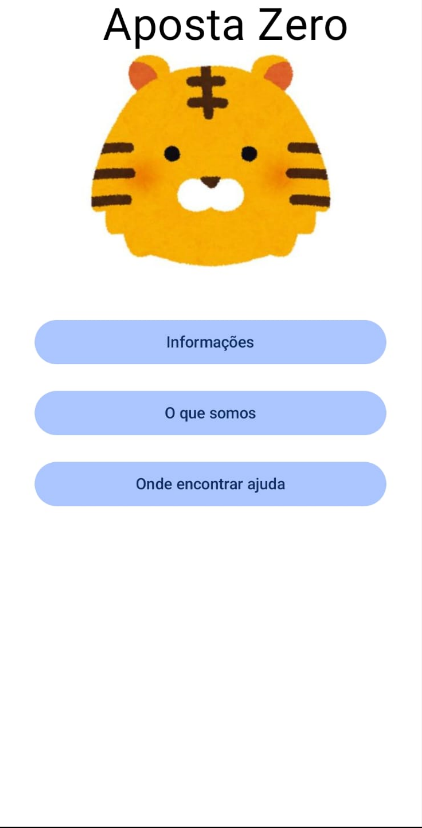 Aposta Zero
Informações
O que somos
Onde encontrar ajuda